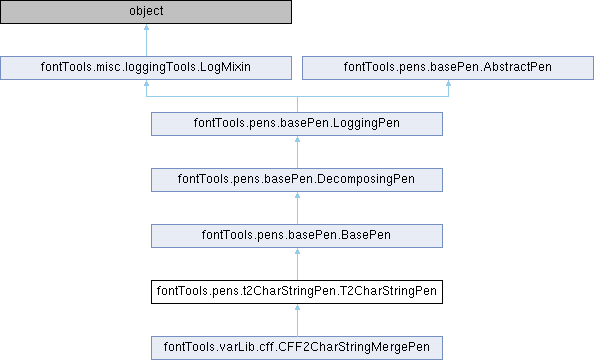 object
fontTools.misc.loggingTools.LogMixin
fontTools.pens.basePen.AbstractPen
fontTools.pens.basePen.LoggingPen
fontTools.pens.basePen.DecomposingPen
fontTools.pens.basePen.BasePen
fontTools.pens.t2CharStringPen.T2CharStringPen
fontTools.varLib.cff.CFF2CharStringMergePen